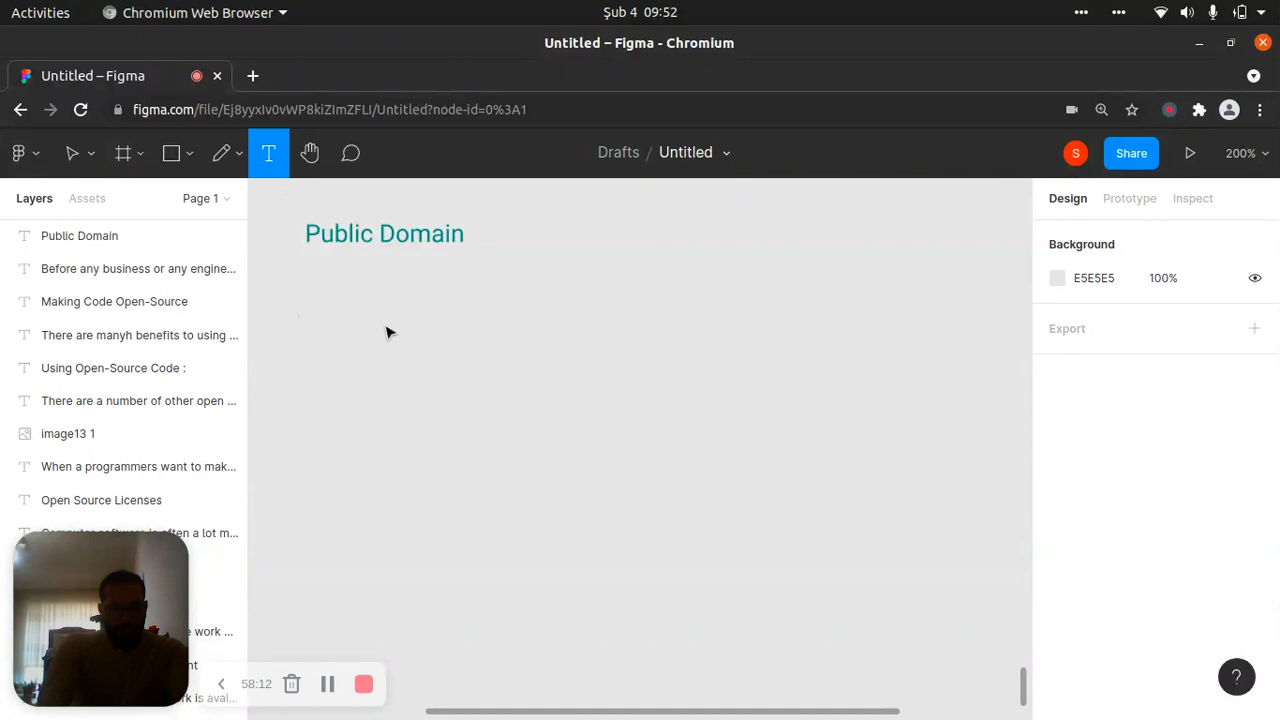 Activities
Chromium Web Browser
Şub 4 09:52
Untitled – Figma - Chromium
Untitled – Figma
figma.com/file/Ej8yyxIv0vWP8kiZImZFLI/Untitled?node-id=0%3A1
Drafts / Untitled
S
Share
200%
Layers
Assets
Page 1
Design
Prototype
Inspect
Public Domain
Public Domain
Background
E5E5E5
100%
Before any business or any engine...
Making Code Open-Source
Export
There are manyh benefits to using ...
Using Open-Source Code :
There are a number of other open ...
image13 1
When a programmers want to mak...
Open Source Licenses
Computer software is often a lot m...
work ...
58:12
?